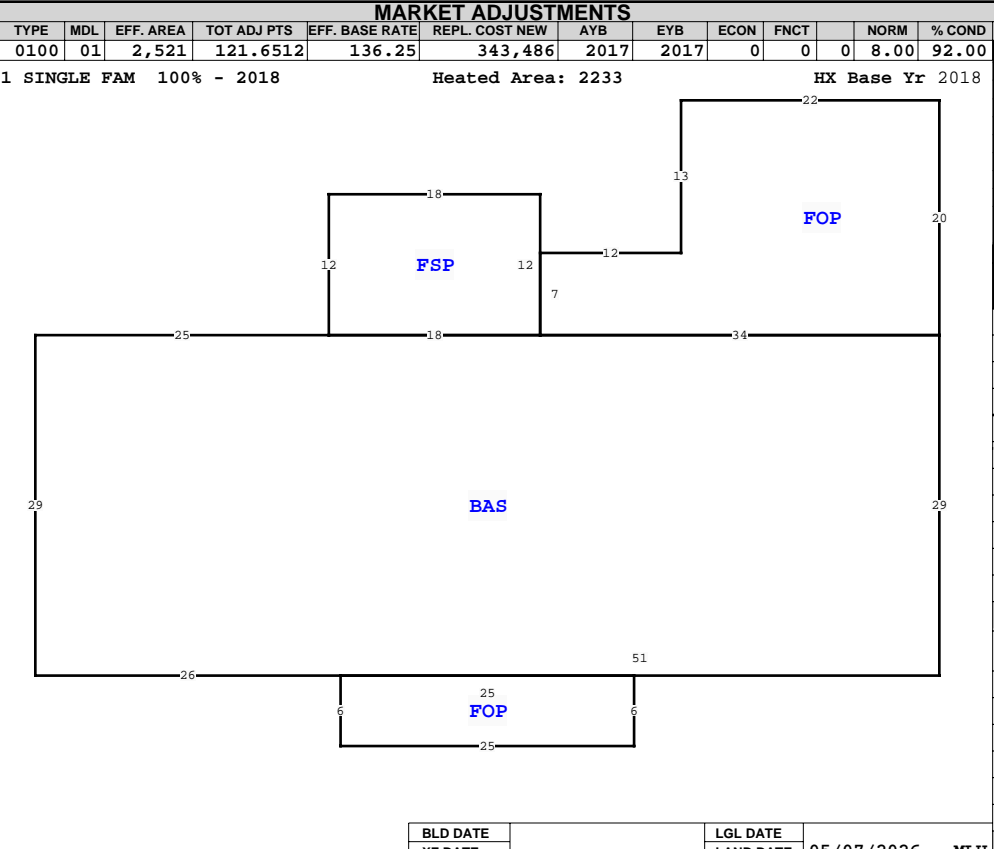 MARKET ADJUSTMENTS
TYPE MDL EFF. AREA TOT ADJ PTS EFF. BASE RATE REPL. COST NEW AYB EYB ECON FNCT NORM % COND
0100 01 2,521 121.6512 136.25 343,486 2017 2017 0 0 0 8.00 92.00
1 SINGLE FAM 100% - 2018 Heated Area: 2233 HX Base Yr 2018
22
13
18
FOP 20
12
12 FSP 12
7
25 18 34
29 BAS 29
51
26
25
6 FOP 6
25
BLD DATE LGL DATE